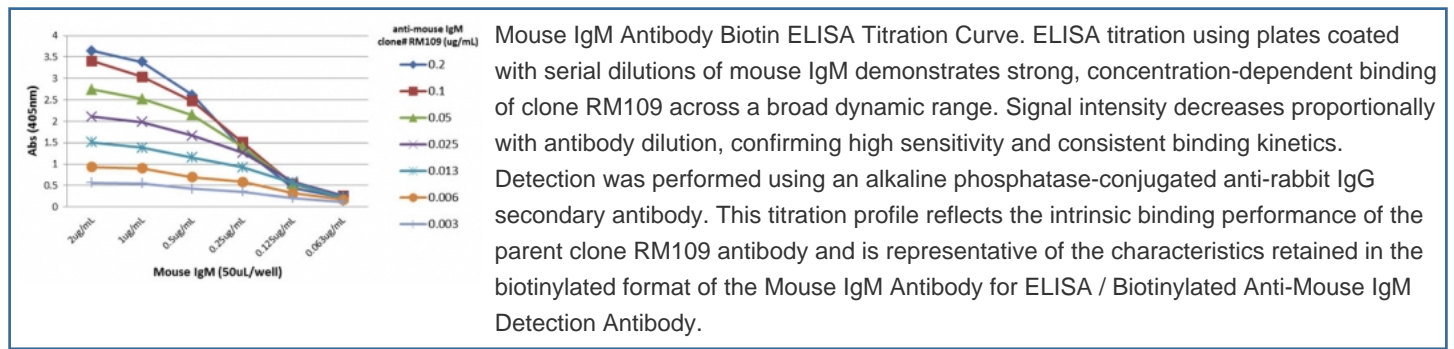 anti-mouse IgM
clone# RM109 (ug/mL)
4
3.5
3
2.5
2
1.5
1
0.5
0
Abs (405nm)
0.2
0.1
0.05
0.025
0.013
0.006
0.003
2ug/mL
1ug/mL
0.5ug/mL
0.25ug/mL
0.125ug/mL
0.063ug/mL
Mouse IgM (50uL/well)
Mouse IgM Antibody Biotin ELISA Titration Curve. ELISA titration using plates coated
with serial dilutions of mouse IgM demonstrates strong, concentration-dependent binding
of clone RM109 across a broad dynamic range. Signal intensity decreases proportionally
with antibody dilution, confirming high sensitivity and consistent binding kinetics.
Detection was performed using an alkaline phosphatase-conjugated anti-rabbit IgG
secondary antibody. This titration profile reflects the intrinsic binding performance of the
parent clone RM109 antibody and is representative of the characteristics retained in the
biotinylated format of the Mouse IgM Antibody for ELISA / Biotinylated Anti-Mouse IgM
Detection Antibody.